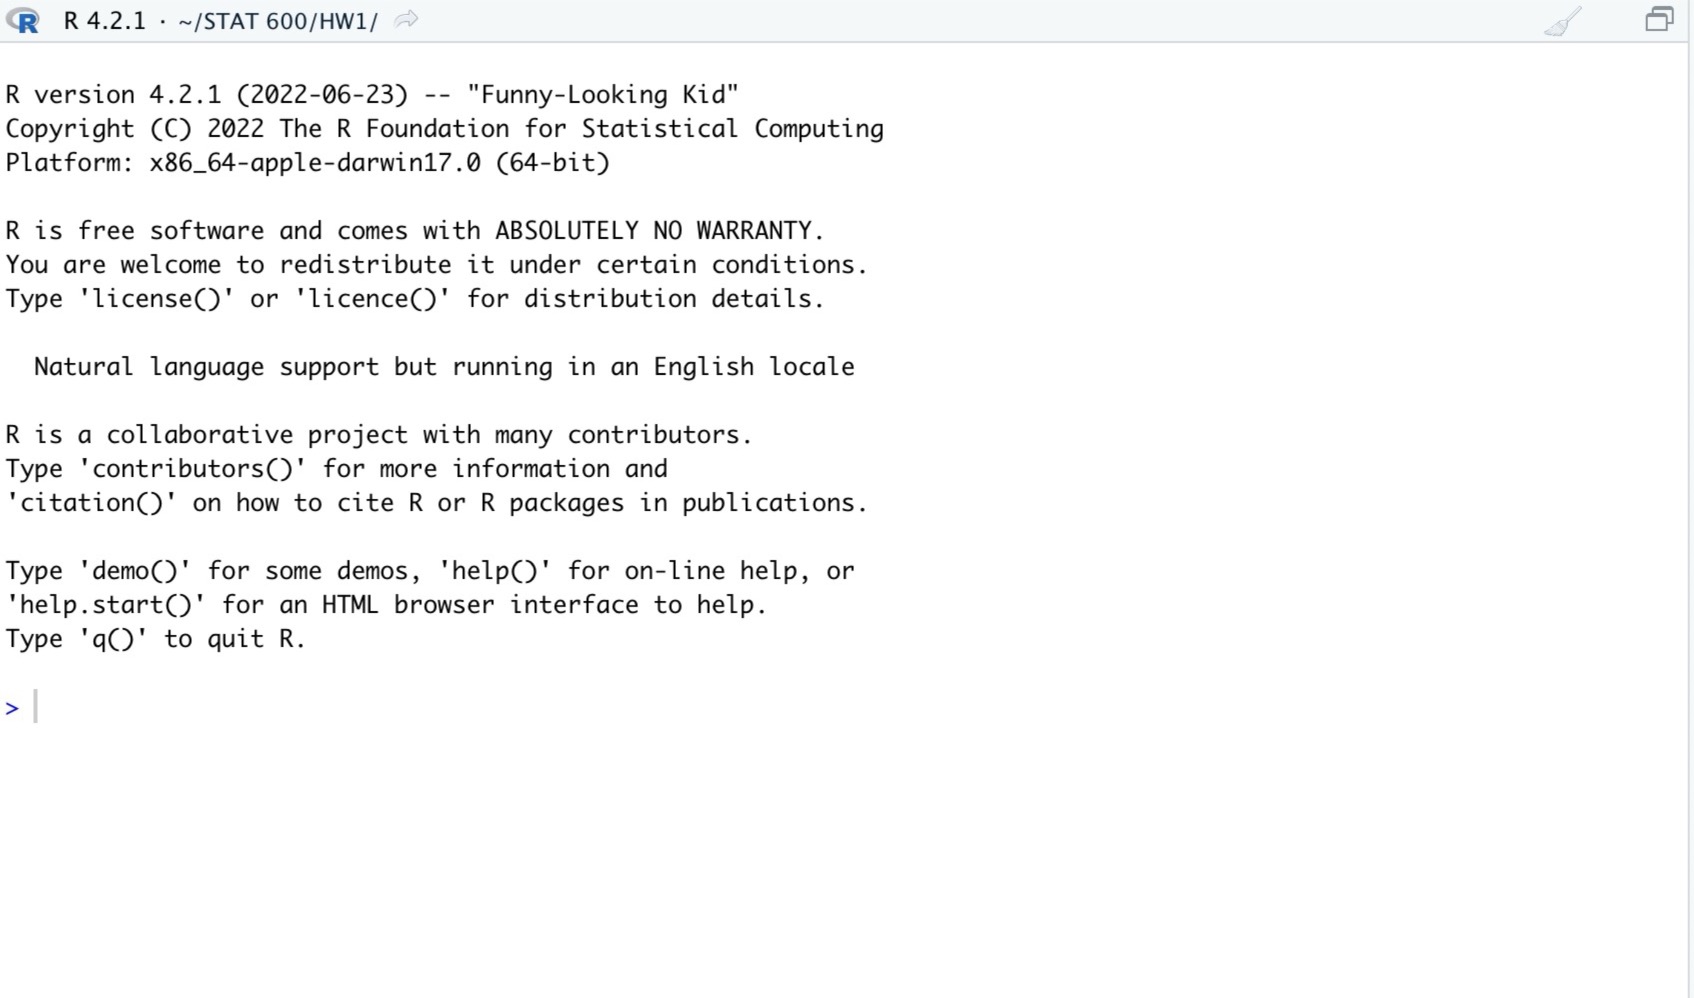 R R 4.2.1 · ~/STAT 600/HW1/
R version 4.2.1 (2022-06-23) -- "Funny-Looking Kid"
Copyright (C) 2022 The R Foundation for Statistical Computing
Platform: x86_64-apple-darwin17.0 (64-bit)
R is free software and comes with ABSOLUTELY NO WARRANTY.
You are welcome to redistribute it under certain conditions.
Type 'license()' or 'licence()' for distribution details.
Natural language support but running in an English locale
R is a collaborative project with many contributors.
Type 'contributors()' for more information and
'citation()' on how to cite R or R packages in publications.
Type 'demo()' for some demos, 'help()' for on-line help, or
'help.start()' for an HTML browser interface to help.
Type 'q()' to quit R.
>